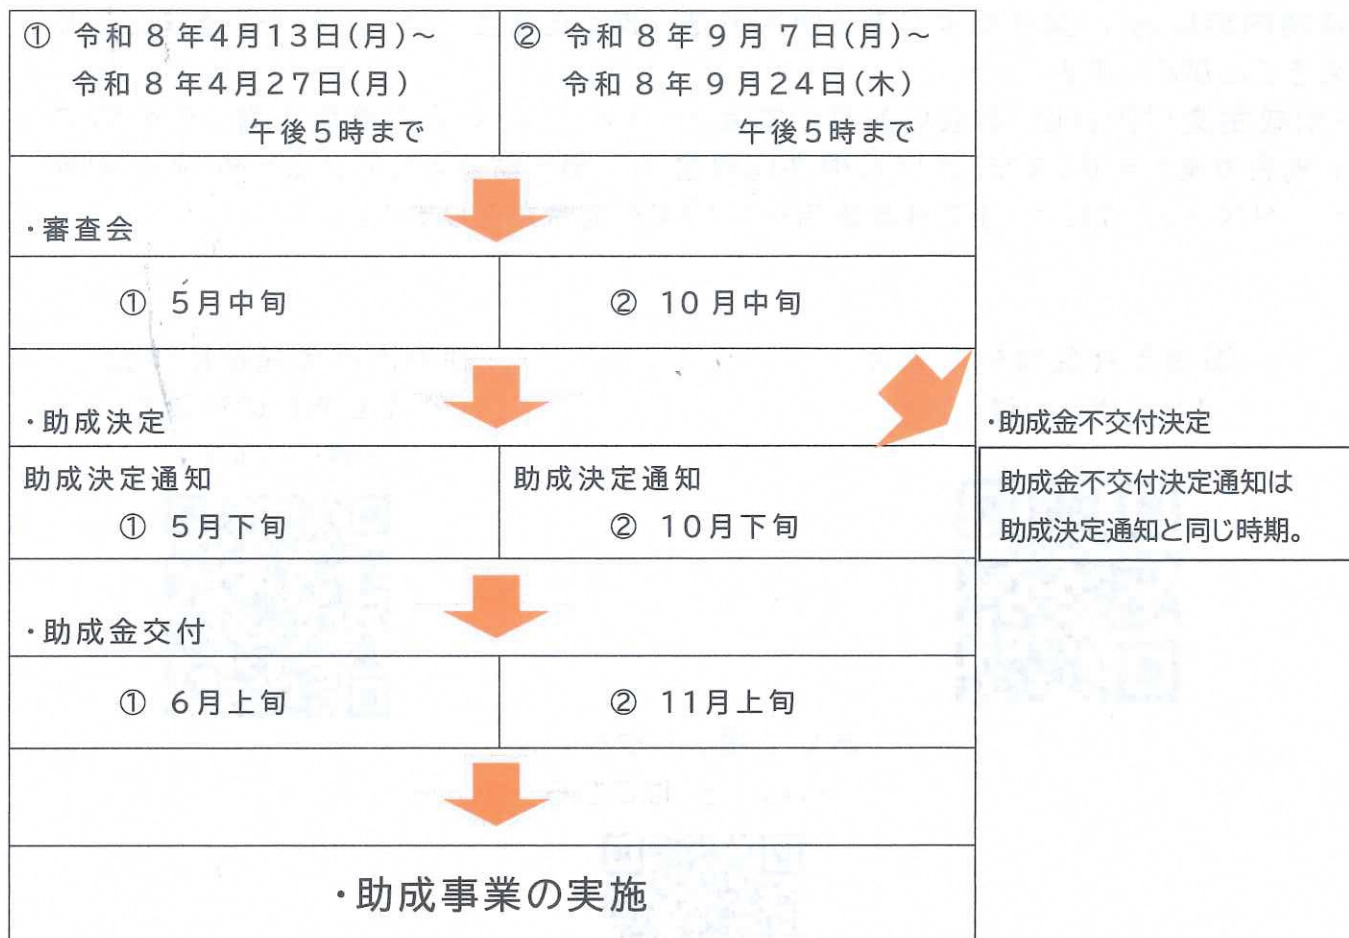 ① 令和 8 年4月13日(月)~
令和 8 年4月27日(月)
午後5時まで
② 令和 8 年 9 月 7 日(月)~
令和 8 年 9 月24日(木)
午後5時まで
・審査会
① 5月中旬
② 10 月中旬
・助成決定
・助成金不交付決定
助成決定通知
① 5月下旬
助成決定通知
② 10月下旬
助成金不交付決定通知は
助成決定通知と同じ時期。
・助成金交付
① 6月上旬
② 11月上旬
・助成事業の実施